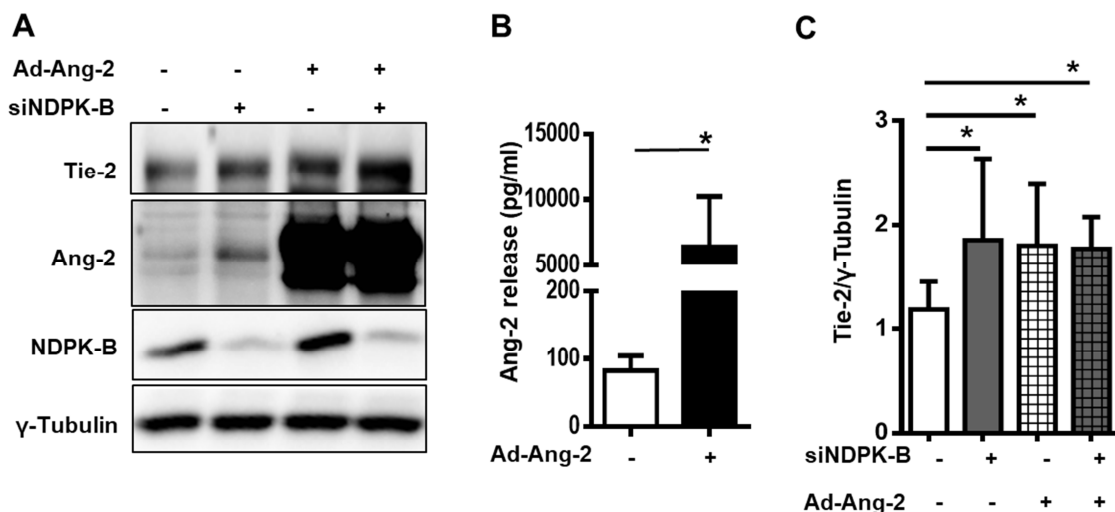 A
Ad-Ang-2 - - + +
siNDPK-B - + - +
Tie-2
Ang-2
NDPK-B
γ-Tubulin
B
Ang-2 release (pg/ml)
15000
10000
5000
200
100
0
*
Ad-Ang-2 - +
C
Tie-2/γ-Tubulin
3
2
1
0
*
*
*
siNDPK-B - + - +
Ad-Ang-2 - - + +